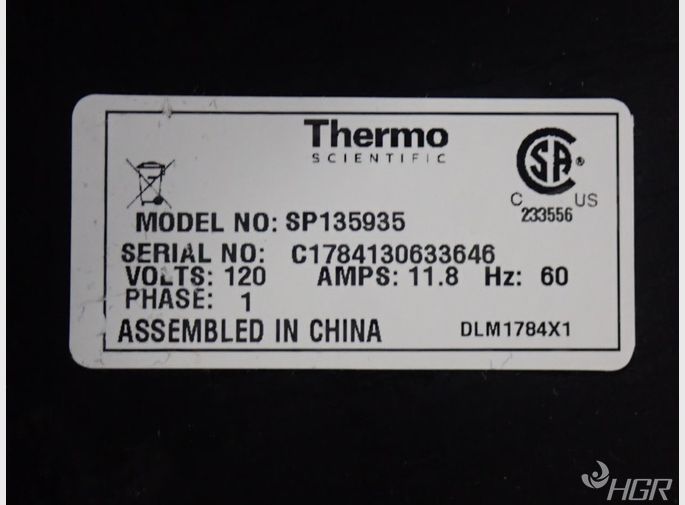 Thermo
SCIENTIFIC
SA ®
C US
233556
MODEL NO: SP135935
SERIAL NO: C1784130633646
VOLTS: 120 AMPS: 11.8 Hz: 60
PHASE: 1
ASSEMBLED IN CHINA DLM1784X1
HGR